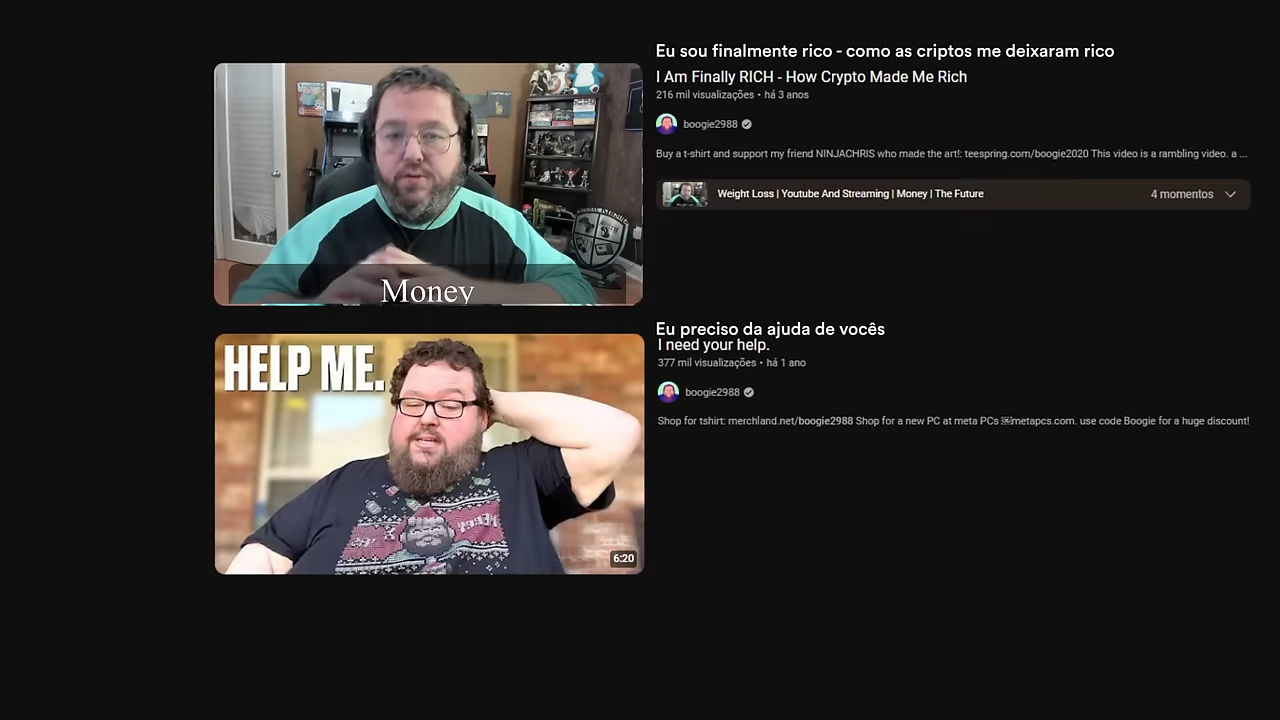 Eu sou finalmente rico - como as criptos me deixaram rico
I Am Finally RICH - How Crypto Made Me Rich
216 mil visualizações • há 3 anos
boogie2988
Buy a t-shirt and support my friend NINJACHRIS who made the art!: teespring.com/boogie2020 This video is a rambling video. a ...
Weight Loss | Youtube And Streaming | Money | The Future
4 momentos
Money
Eu preciso da ajuda de vocês
I need your help.
377 mil visualizações • há 1 ano
boogie2988
Shop for tshirt: merchland.net/boogie2988 Shop for a new PC at meta PCs metapcs.com. use code Boogie for a huge discount!
HELP ME.
6:20